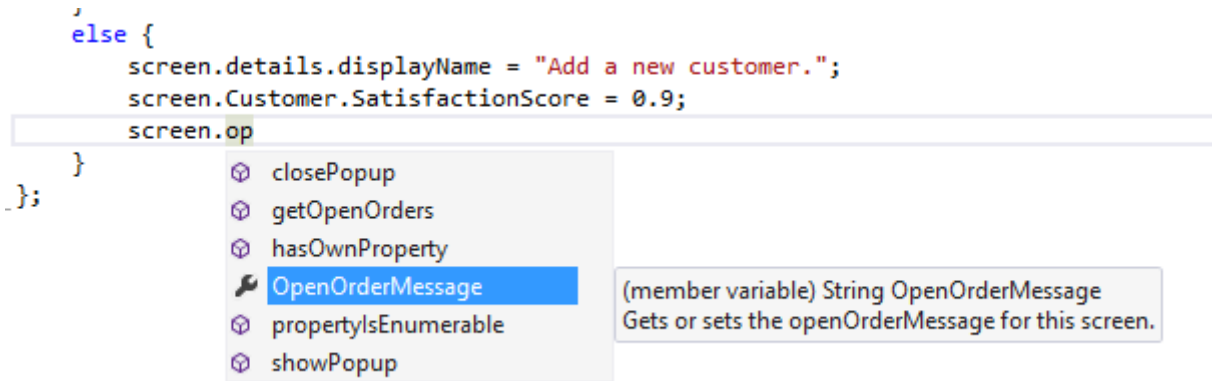 }
else {
screen.details.displayName = "Add a new customer.";
screen.Customer.SatisfactionScore = 0.9;
screen.op
}
};
closePopup
getOpenOrders
hasOwnProperty
OpenOrderMessage
propertyIsEnumerable
showPopup
(member variable) String OpenOrderMessage
Gets or sets the openOrderMessage for this screen.